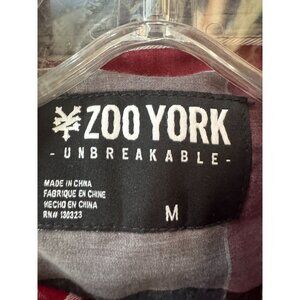 ZOO YORK
- UNBREAKABLE -
MADE IN CHINA
FABRIQUE EN CHINE
HECHO EN CHINA
RN# 130323
M